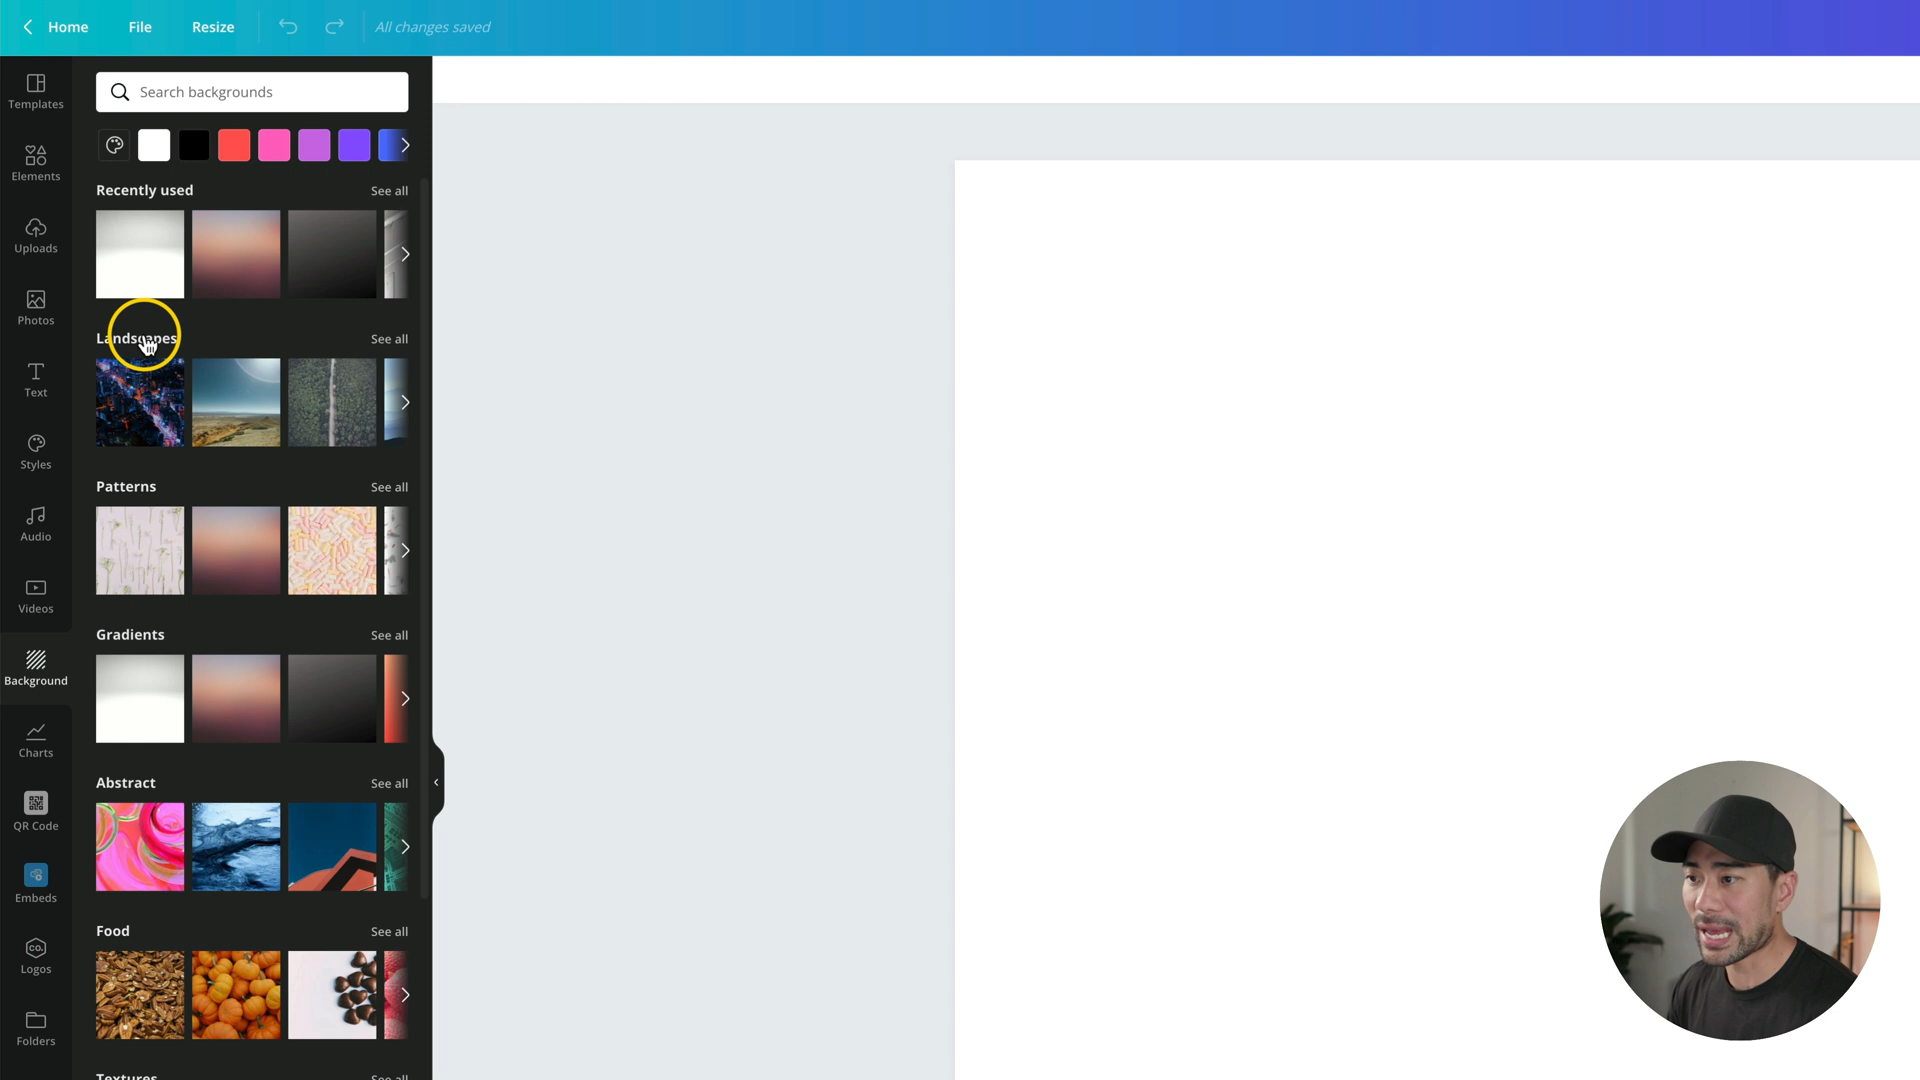 Home File Resize All changes saved
Search backgrounds
Templates
Elements
Uploads
Photos
Text
Styles
Audio
Videos
Background
Charts
QR Code
Embeds
CO.
Logos
Folders
Recently used See all
Landscapes See all
Patterns See all
Gradients See all
Abstract See all
Food See all
Textures See all